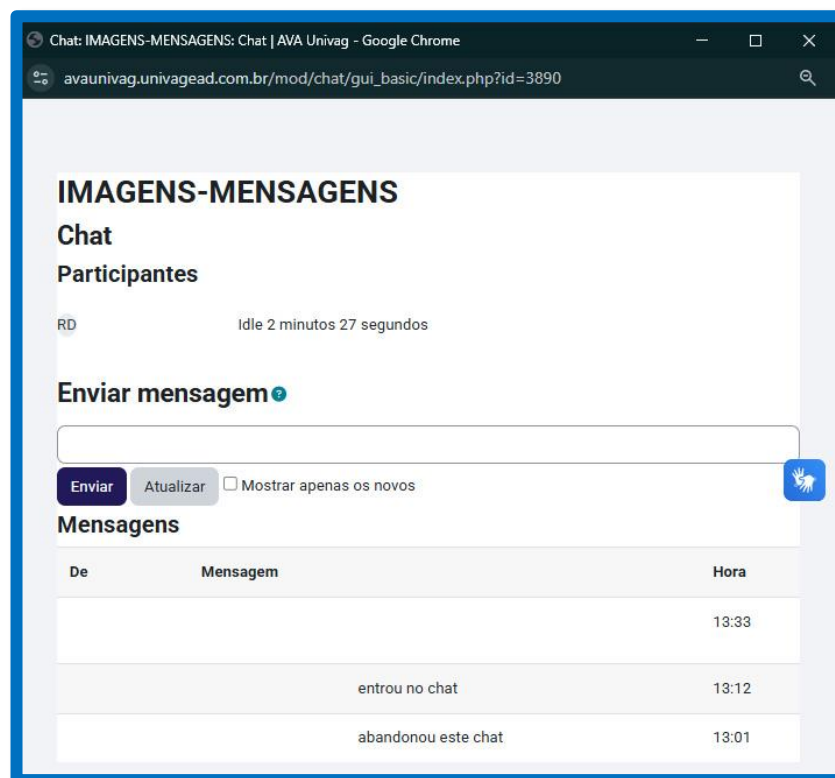 Chat: IMAGENS-MENSAGENS: Chat | AVA Univag - Google Chrome
avaunivag.univagead.com.br/mod/chat/gui_basic/index.php?id=3890
IMAGENS-MENSAGENS
Chat
Participantes
RD Idle 2 minutos 27 segundos
Enviar mensagem ?
Enviar Atualizar Mostrar apenas os novos
Mensagens
De Mensagem Hora
13:33
entrou no chat 13:12
abandonou este chat 13:01